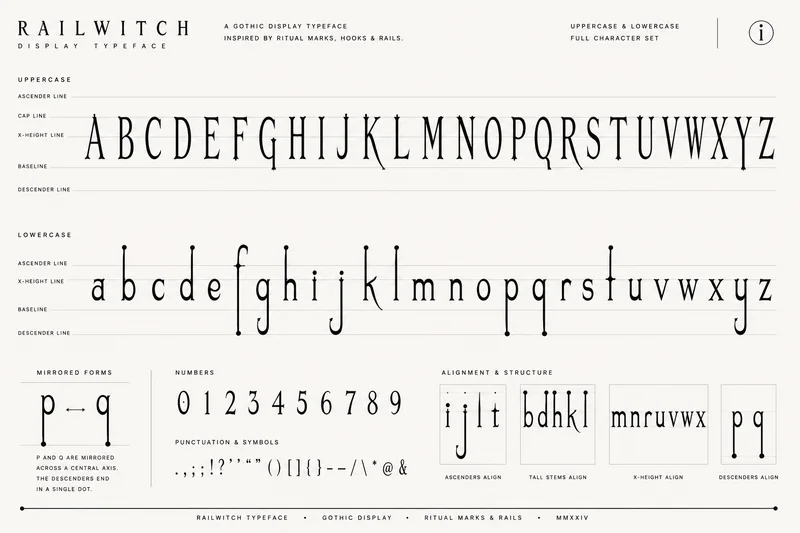 RAILWITCH
DISPLAY TYPEFACE
A GOTHIC DISPLAY TYPEFACE
INSPIRED BY RITUAL MARKS, HOOKS & RAILS.
UPPERCASE & LOWERCASE
FULL CHARACTER SET
i
UPPERCASE
ASCENDER LINE
CAP LINE
X-HEIGHT LINE
BASELINE
DESCENDER LINE
ABCDEFGHIJKLMNOPQRSTUVWXYZ
LOWERCASE
ASCENDER LINE
X-HEIGHT LINE
BASELINE
DESCENDER LINE
abcdefghijklmnopqrstuvwxyz
MIRRORED FORMS
p ↔ q
P AND Q ARE MIRRORED
ACROSS A CENTRAL AXIS.
THE DESCENDERS END
IN A SINGLE DOT.
NUMBERS
0 1 2 3 4 5 6 7 8 9
PUNCTUATION & SYMBOLS
. , ; ; ! ? ’ ’ “ ” ( ) [ ] { } – – / \ * @ &
ALIGNMENT & STRUCTURE
i j l t
ASCENDERS ALIGN
b d h k l
TALL STEMS ALIGN
m n r u v w x
X-HEIGHT ALIGN
p q
DESCENDERS ALIGN
RAILWITCH TYPEFACE • GOTHIC DISPLAY • RITUAL MARKS & RAILS • MMXXIV